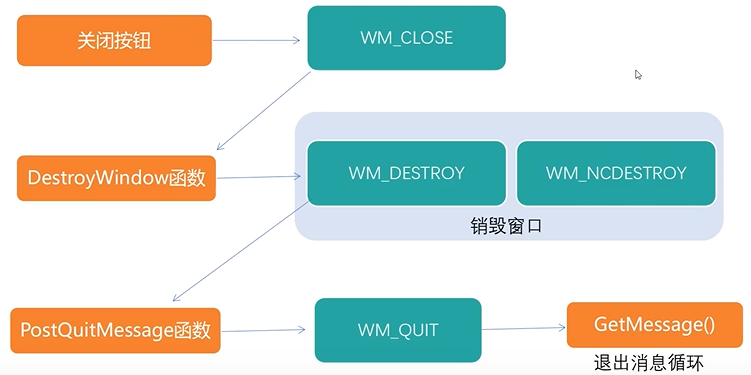 关闭按钮
WM_CLOSE
DestroyWindow函数
WM_DESTROY
WM_NCDESTROY
销毁窗口
PostQuitMessage函数
WM_QUIT
GetMessage()
退出消息循环